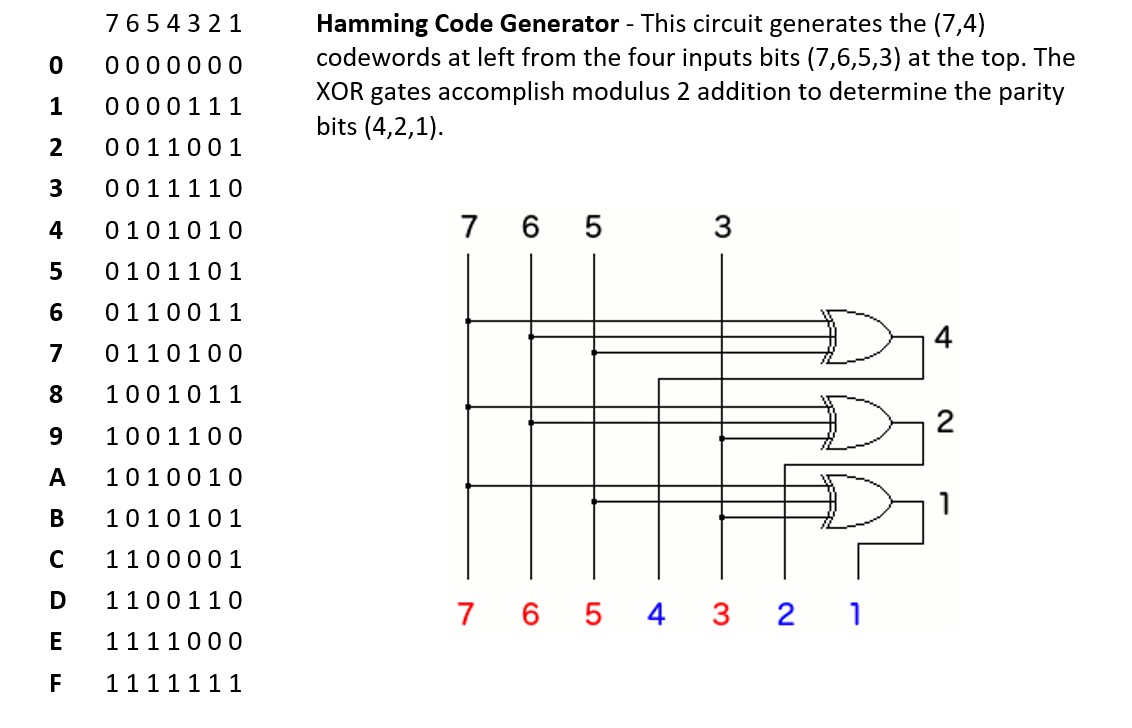 7 6 5 4 3 2 1
0 0 0 0 0 0 0 0
1 0 0 0 0 1 1 1
2 0 0 1 1 0 0 1
3 0 0 1 1 1 1 0
4 0 1 0 1 0 1 0
5 0 1 0 1 1 0 1
6 0 1 1 0 0 1 1
7 0 1 1 0 1 0 0
8 1 0 0 1 0 1 1
9 1 0 0 1 1 0 0
A 1 0 1 0 0 1 0
B 1 0 1 0 1 0 1
C 1 1 0 0 0 0 1
D 1 1 0 0 1 1 0
E 1 1 1 1 0 0 0
F 1 1 1 1 1 1 1
Hamming Code Generator - This circuit generates the (7,4)
codewords at left from the four inputs bits (7,6,5,3) at the top. The
XOR gates accomplish modulus 2 addition to determine the parity
bits (4,2,1).
7 6 5 3
4
2
1
7 6 5 4 3 2 1